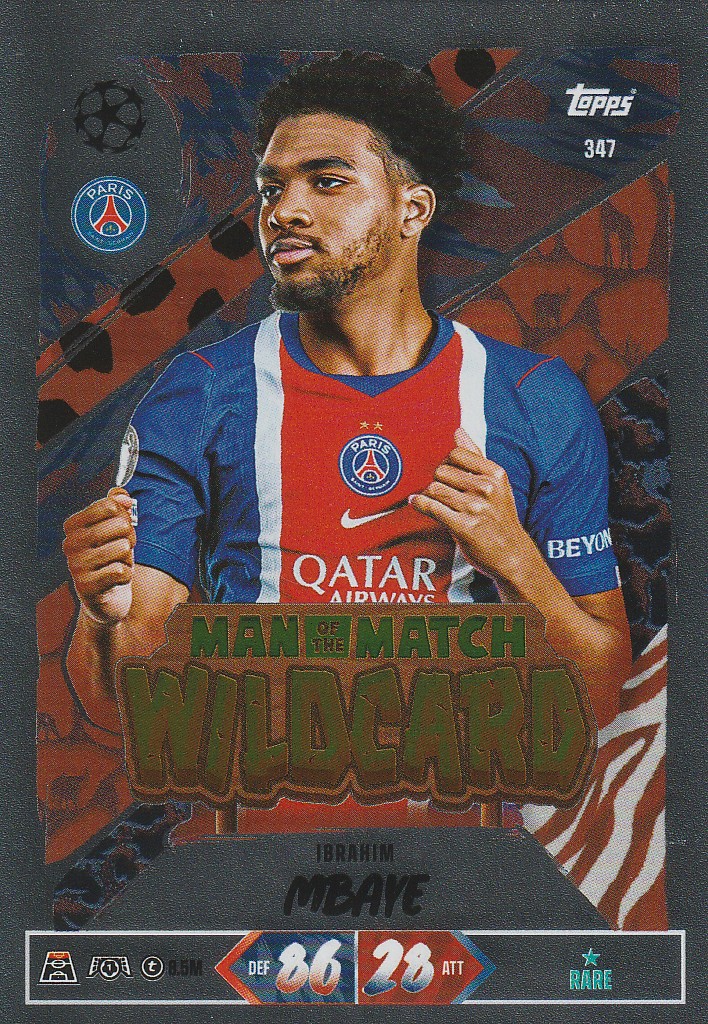 TOPPS
347
PARIS
SAINT-GERMAIN
PARIS
SAINT-GERMAIN
BEYON
QATAR
AIRWAYS
MAN OF THE MATCH
WILDCARD
IBRAHIM
MBAYE
1 t 8.5M DEF 86 28 ATT RARE